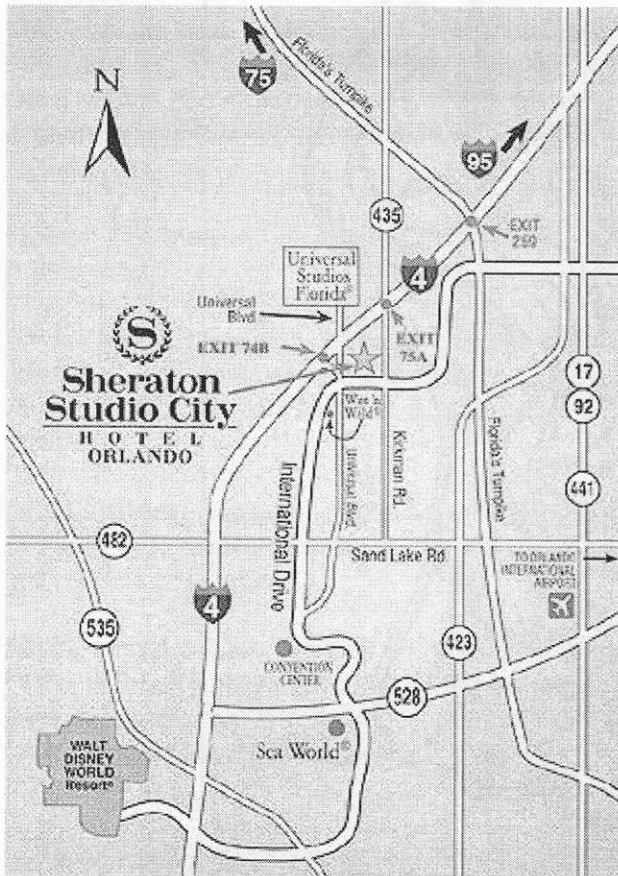 N
75
Florida's Turnpike
95
435
EXIT
259
4
Universal
Studios
Florida®
Universal
Blvd
EXIT 74B
EXIT
75A
S
Sheraton
Studio City
HOTEL
ORLANDO
Wet 'n
Wild®
17
92
441
International Drive
Universal Blvd.
Kirkman Rd.
Florida's Turnpike
482
Sand Lake Rd.
TO ORLANDO
INTERNATIONAL
AIRPORT
4
535
423
CONVENTION
CENTER
528
Sea World®
WALT
DISNEY
WORLD
Resort®